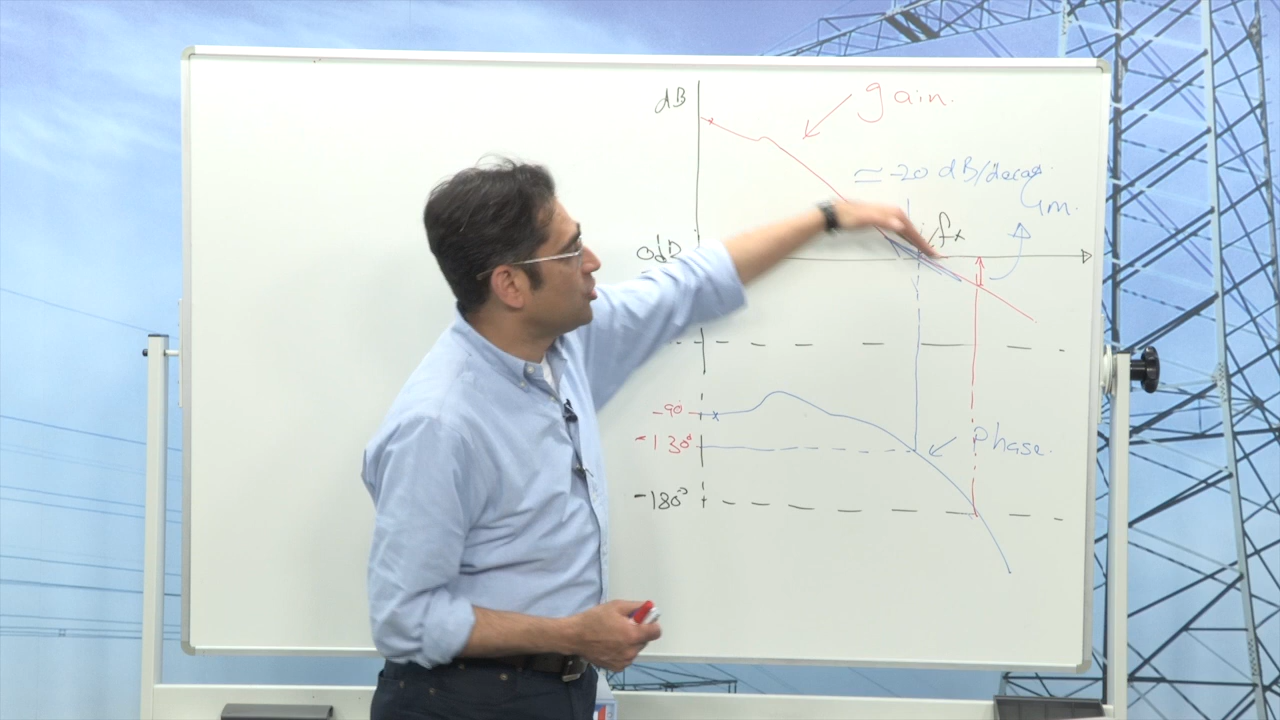 dB
gain.
≃ -20 dB/decade.
Gm.
fx
0dB
-90
-130°
phase.
-180°